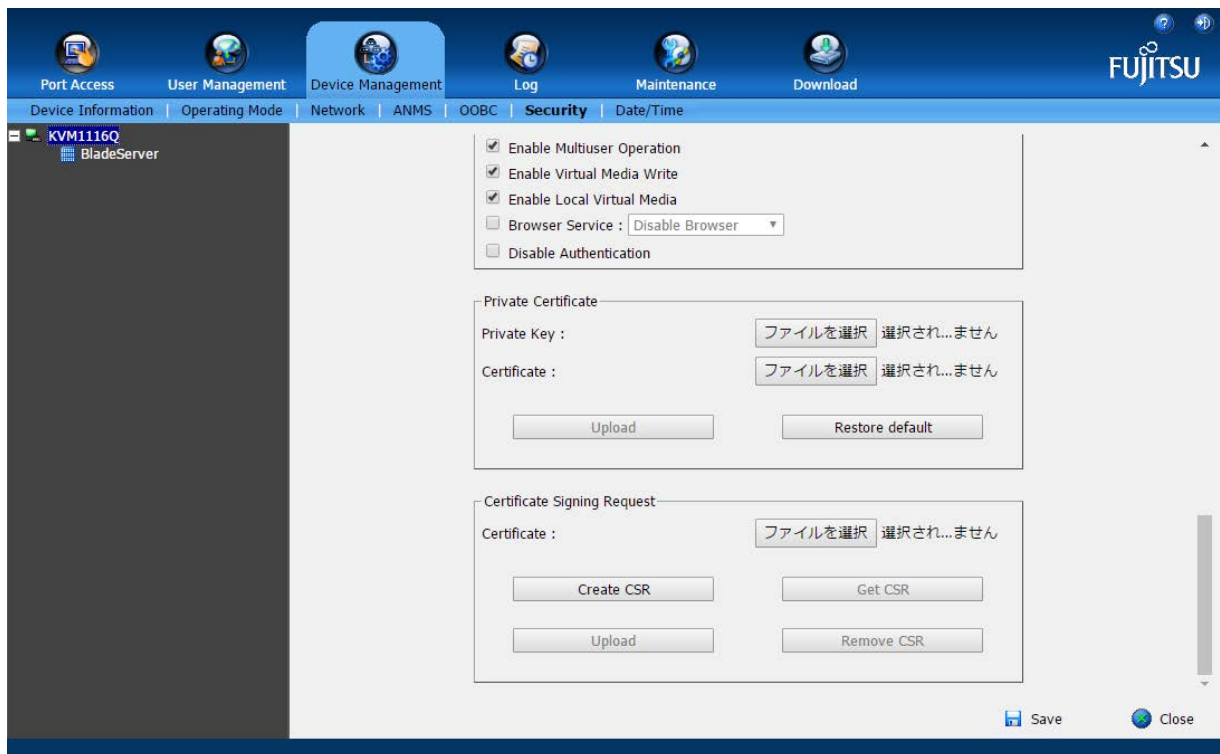 FUJITSU
Port Access User Management Device Management Log Maintenance Download
Device Information | Operating Mode | Network | ANMS | OOBC | Security | Date/Time
KVM1116Q
BladeServer
Enable Multiuser Operation
Enable Virtual Media Write
Enable Local Virtual Media
Browser Service : Disable Browser
Disable Authentication
Private Certificate
Private Key : ファイルを選択 選択され...ません
Certificate : ファイルを選択 選択され...ません
Upload Restore default
Certificate Signing Request
Certificate : ファイルを選択 選択され...ません
Create CSR Get CSR
Upload Remove CSR
Save Close